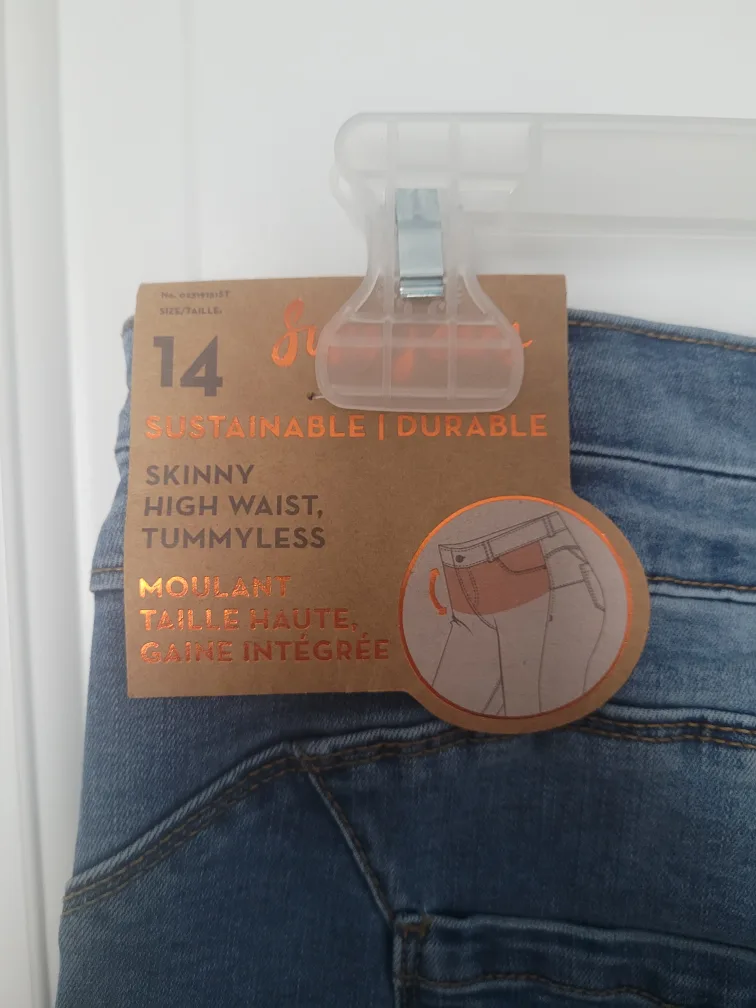 SIZE/TAILLE:
14
SUSTAINABLE | DURABLE
SKINNY
HIGH WAIST,
TUMMYLESS
MOULANT
TAILLE HAUTE,
GAINE INTÉGRÉE